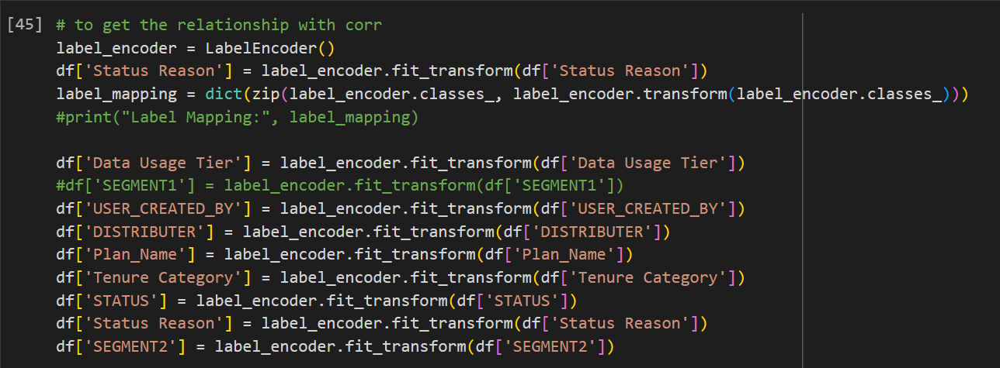 [45] # to get the relationship with corr
label_encoder = LabelEncoder()
df['Status Reason'] = label_encoder.fit_transform(df['Status Reason'])
label_mapping = dict(zip(label_encoder.classes_, label_encoder.transform(label_encoder.classes_)))
#print("Label Mapping:", label_mapping)
df['Data Usage Tier'] = label_encoder.fit_transform(df['Data Usage Tier'])
#df['SEGMENT1'] = label_encoder.fit_transform(df['SEGMENT1'])
df['USER_CREATED_BY'] = label_encoder.fit_transform(df['USER_CREATED_BY'])
df['DISTRIBUTER'] = label_encoder.fit_transform(df['DISTRIBUTER'])
df['Plan_Name'] = label_encoder.fit_transform(df['Plan_Name'])
df['Tenure Category'] = label_encoder.fit_transform(df['Tenure Category'])
df['STATUS'] = label_encoder.fit_transform(df['STATUS'])
df['Status Reason'] = label_encoder.fit_transform(df['Status Reason'])
df['SEGMENT2'] = label_encoder.fit_transform(df['SEGMENT2'])